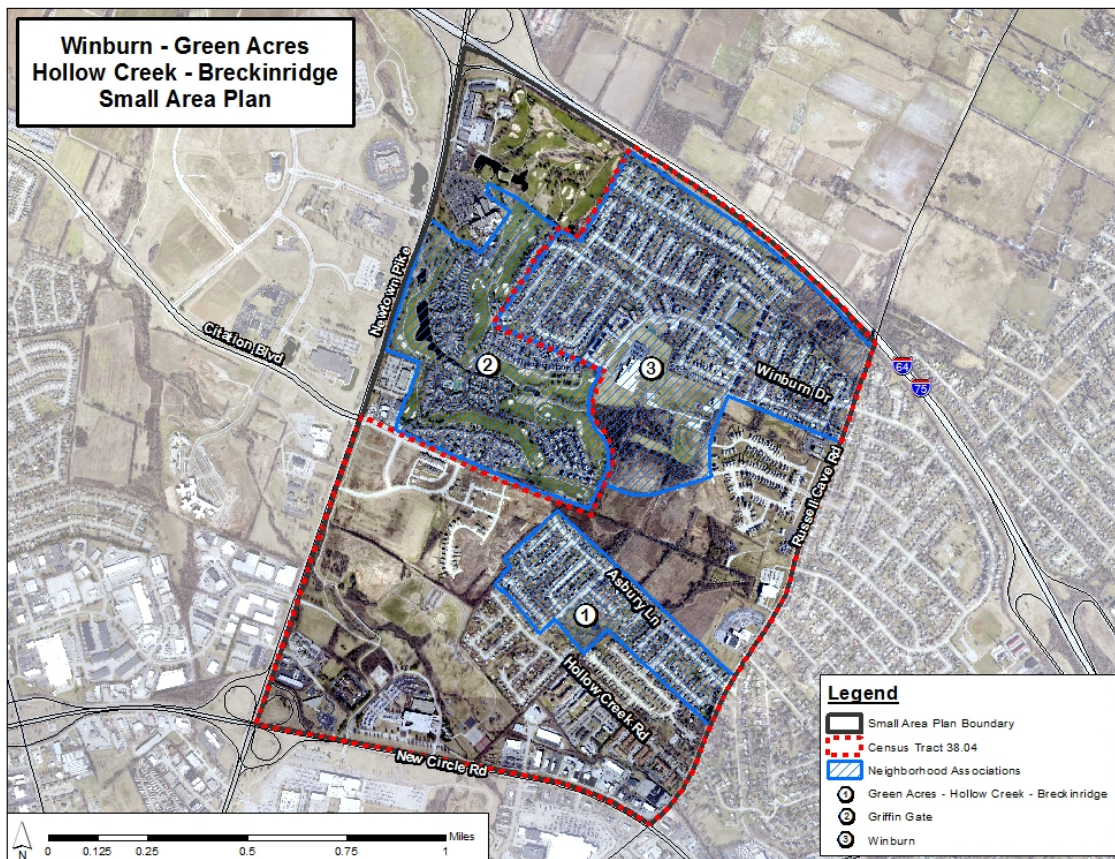 Winburn - Green Acres
Hollow Creek - Breckinridge
Small Area Plan
Newtown Pike
Citation Blvd
2
3
Winburn Dr
64
75
Russell Cave Rd
Asbury Ln
1
Hollow Creek Rd
New Circle Rd
Legend
Small Area Plan Boundary
Census Tract 38.04
Neighborhood Associations
1 Green Acres - Hollow Creek - Breckinridge
2 Griffin Gate
3 Winburn
N
Miles
0 0.125 0.25 0.5 0.75 1